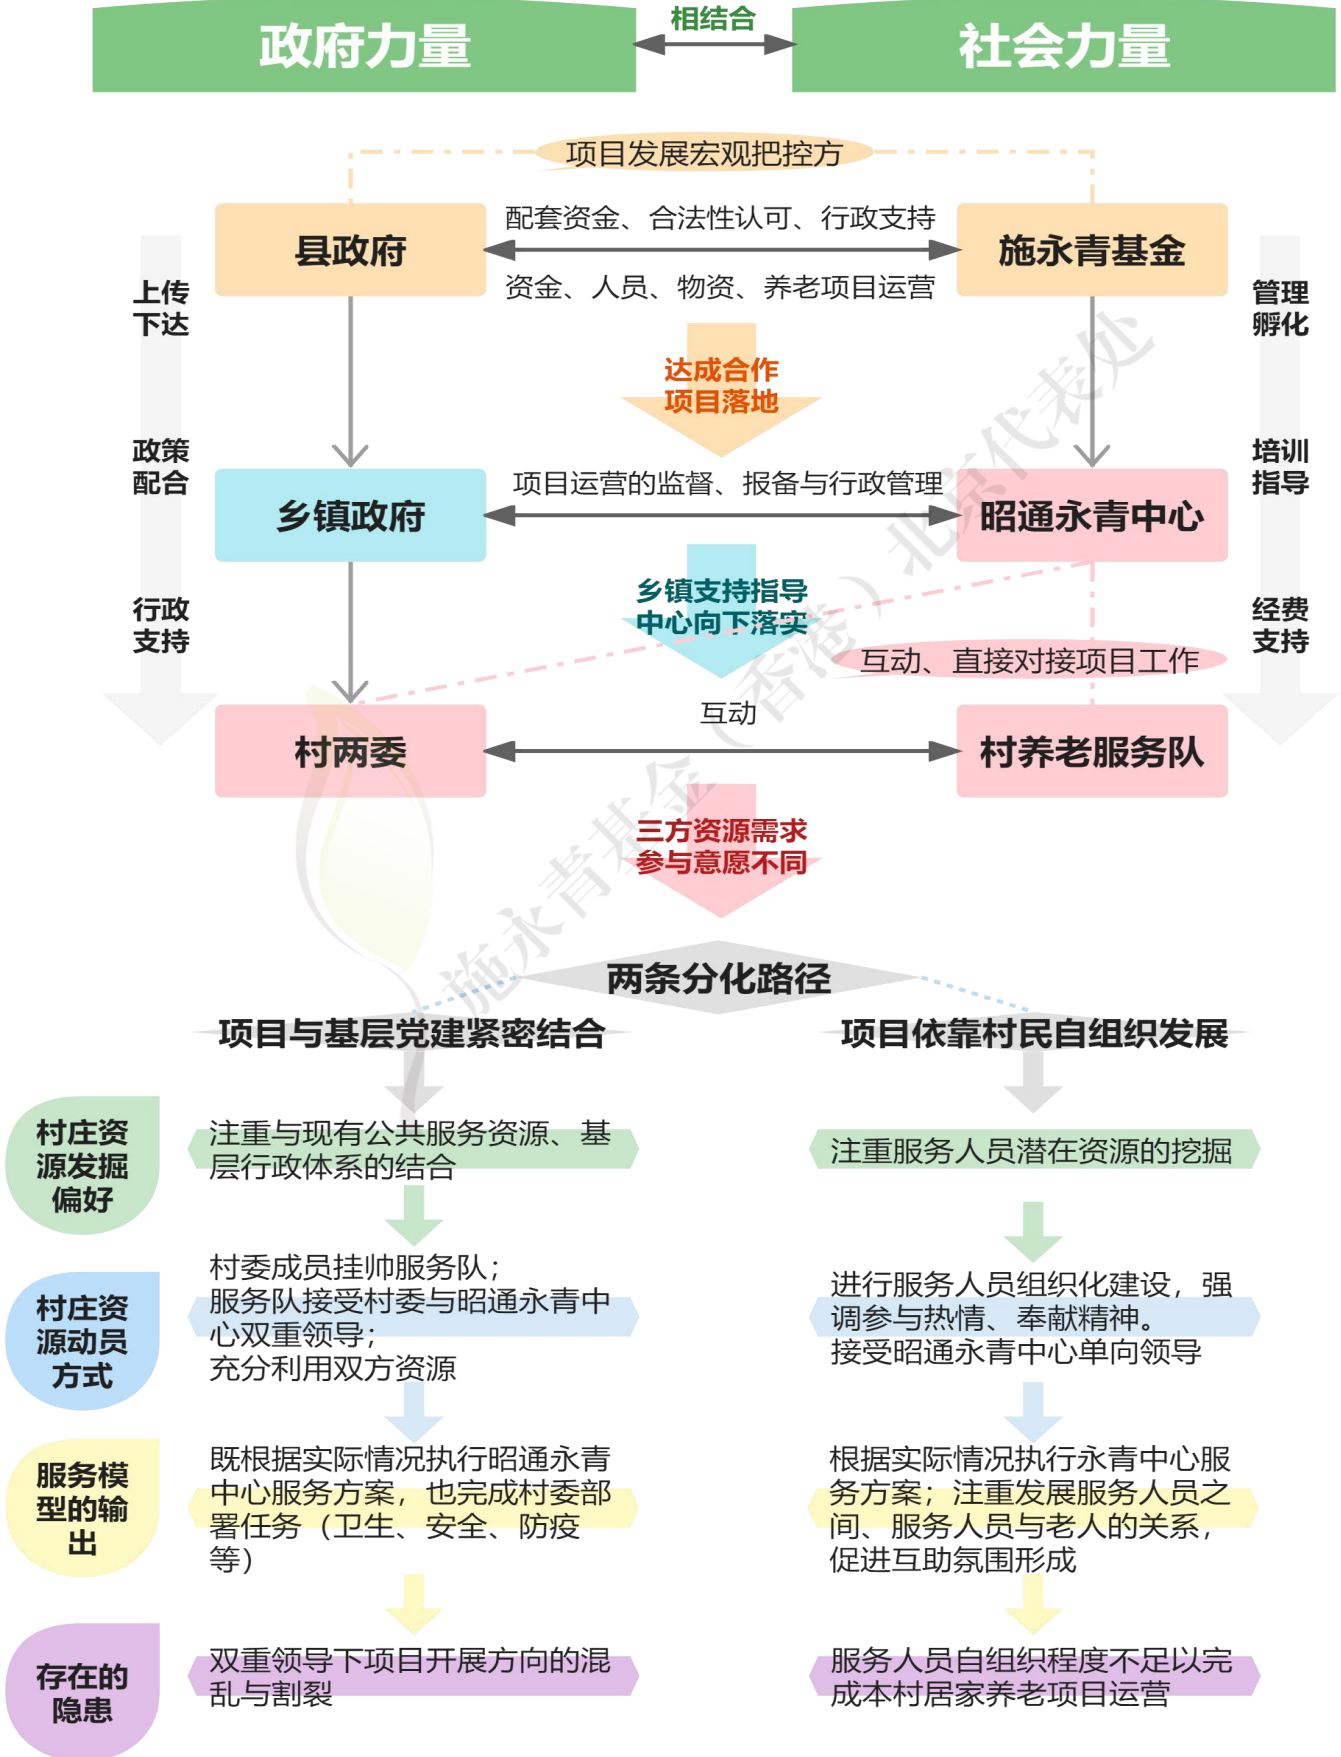 政府力量
相结合
社会力量
项目发展宏观把控方
县政府
配套资金、合法性认可、行政支持
资金、人员、物资、养老项目运营
施永青基金
上传
下达
政策
配合
行政
支持
管理
孵化
培训
指导
经费
支持
达成合作
项目落地
乡镇政府
项目运营的监督、报备与行政管理
昭通永青中心
乡镇支持指导
中心向下落实
互动、直接对接项目工作
村两委
互动
村养老服务队
三方资源需求
参与意愿不同
两条分化路径
项目与基层党建紧密结合
项目依靠村民自组织发展
村庄资
源发掘
偏好
注重与现有公共服务资源、基
层行政体系的结合
注重服务人员潜在资源的挖掘
村庄资
源动员
方式
村委成员挂帅服务队；
服务队接受村委与昭通永青中
心双重领导；
充分利用双方资源
进行服务人员组织化建设，强
调参与热情、奉献精神。
接受昭通永青中心单向领导
服务模
型的输
出
既根据实际情况执行昭通永青
中心服务方案，也完成村委部
署任务（卫生、安全、防疫
等）
根据实际情况执行永青中心服
务方案；注重发展服务人员之
间、服务人员与老人的关系，
促进互助氛围形成
存在的
隐患
双重领导下项目开展方向的混
乱与割裂
服务人员自组织程度不足以完
成本村居家养老项目运营
施永青基金（香港）北京代表处